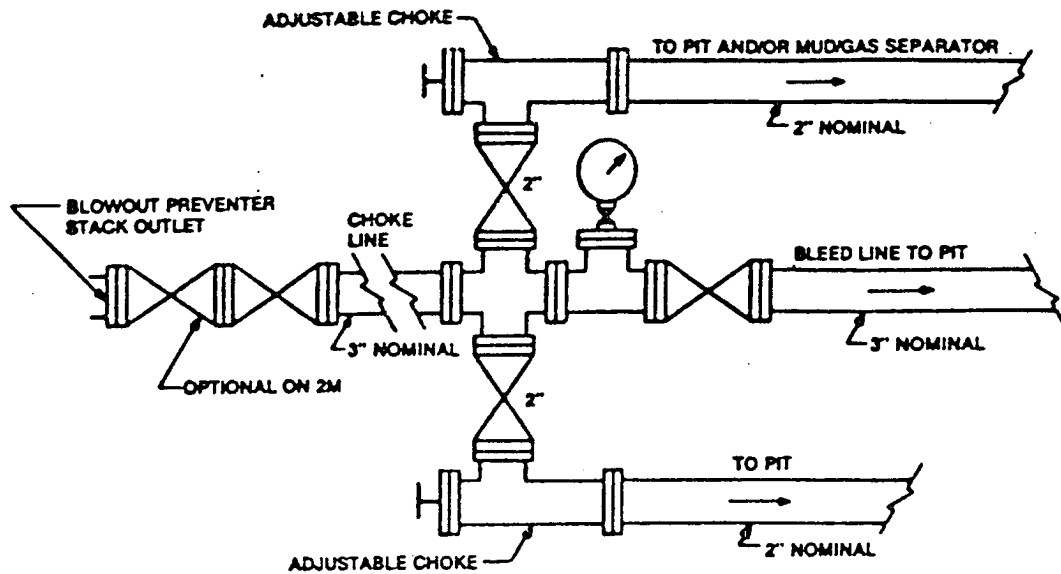 ADJUSTABLE CHOKE
TO PIT AND/OR MUD/GAS SEPARATOR
2" NOMINAL
2"
BLOWOUT PREVENTER
STACK OUTLET
CHOKE
LINE
BLEED LINE TO PIT
3" NOMINAL
3" NOMINAL
OPTIONAL ON 2M
2"
TO PIT
2" NOMINAL
ADJUSTABLE CHOKE